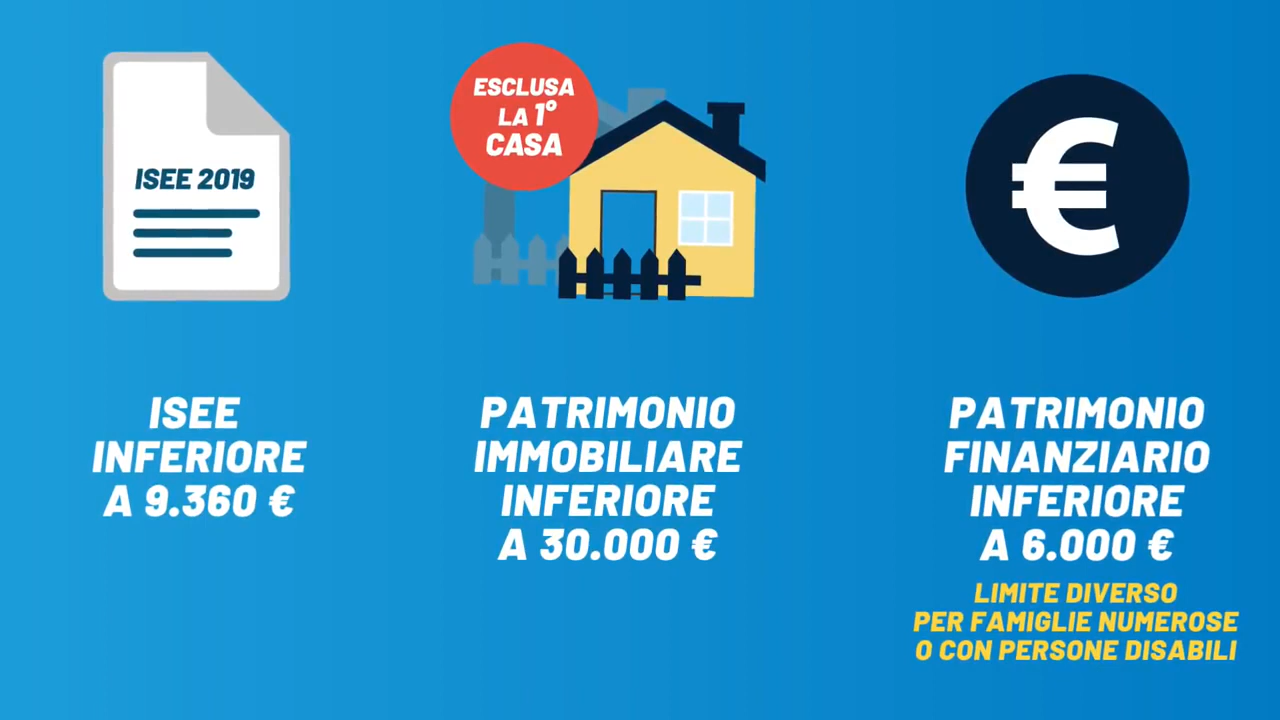 ISEE 2019
ISEE
INFERIORE
A 9.360 €
ESCLUSA
LA 1°
CASA
PATRIMONIO
IMMOBILIARE
INFERIORE
A 30.000 €
€
PATRIMONIO
FINANZIARIO
INFERIORE
A 6.000 €
LIMITE DIVERSO
PER FAMIGLIE NUMEROSE
O CON PERSONE DISABILI